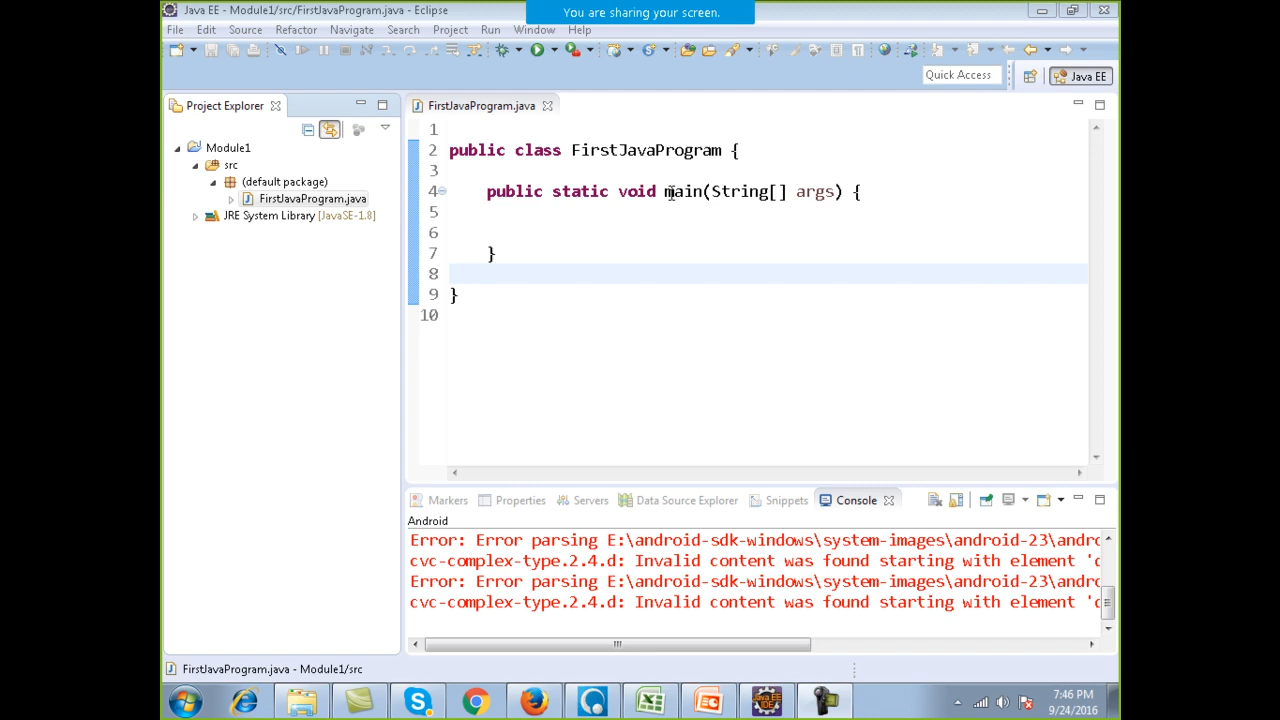 Java EE - Module1/src/FirstJavaProgram.java - Eclipse
You are sharing your screen.
File Edit Source Refactor Navigate Search Project Run Window Help
Quick Access
Java EE
Project Explorer
FirstJavaProgram.java
Module1
src
(default package)
FirstJavaProgram.java
JRE System Library [JavaSE-1.8]
1
2 public class FirstJavaProgram {
3
4 public static void main(String[] args) {
5
6
7 }
8
9 }
10
Markers Properties Servers Data Source Explorer Snippets Console
Android
Error: Error parsing E:\android-sdk-windows\system-images\android-23\andro
cvc-complex-type.2.4.d: Invalid content was found starting with element '
Error: Error parsing E:\android-sdk-windows\system-images\android-23\andro
cvc-complex-type.2.4.d: Invalid content was found starting with element '
FirstJavaProgram.java - Module1/src
7:46 PM
9/24/2016